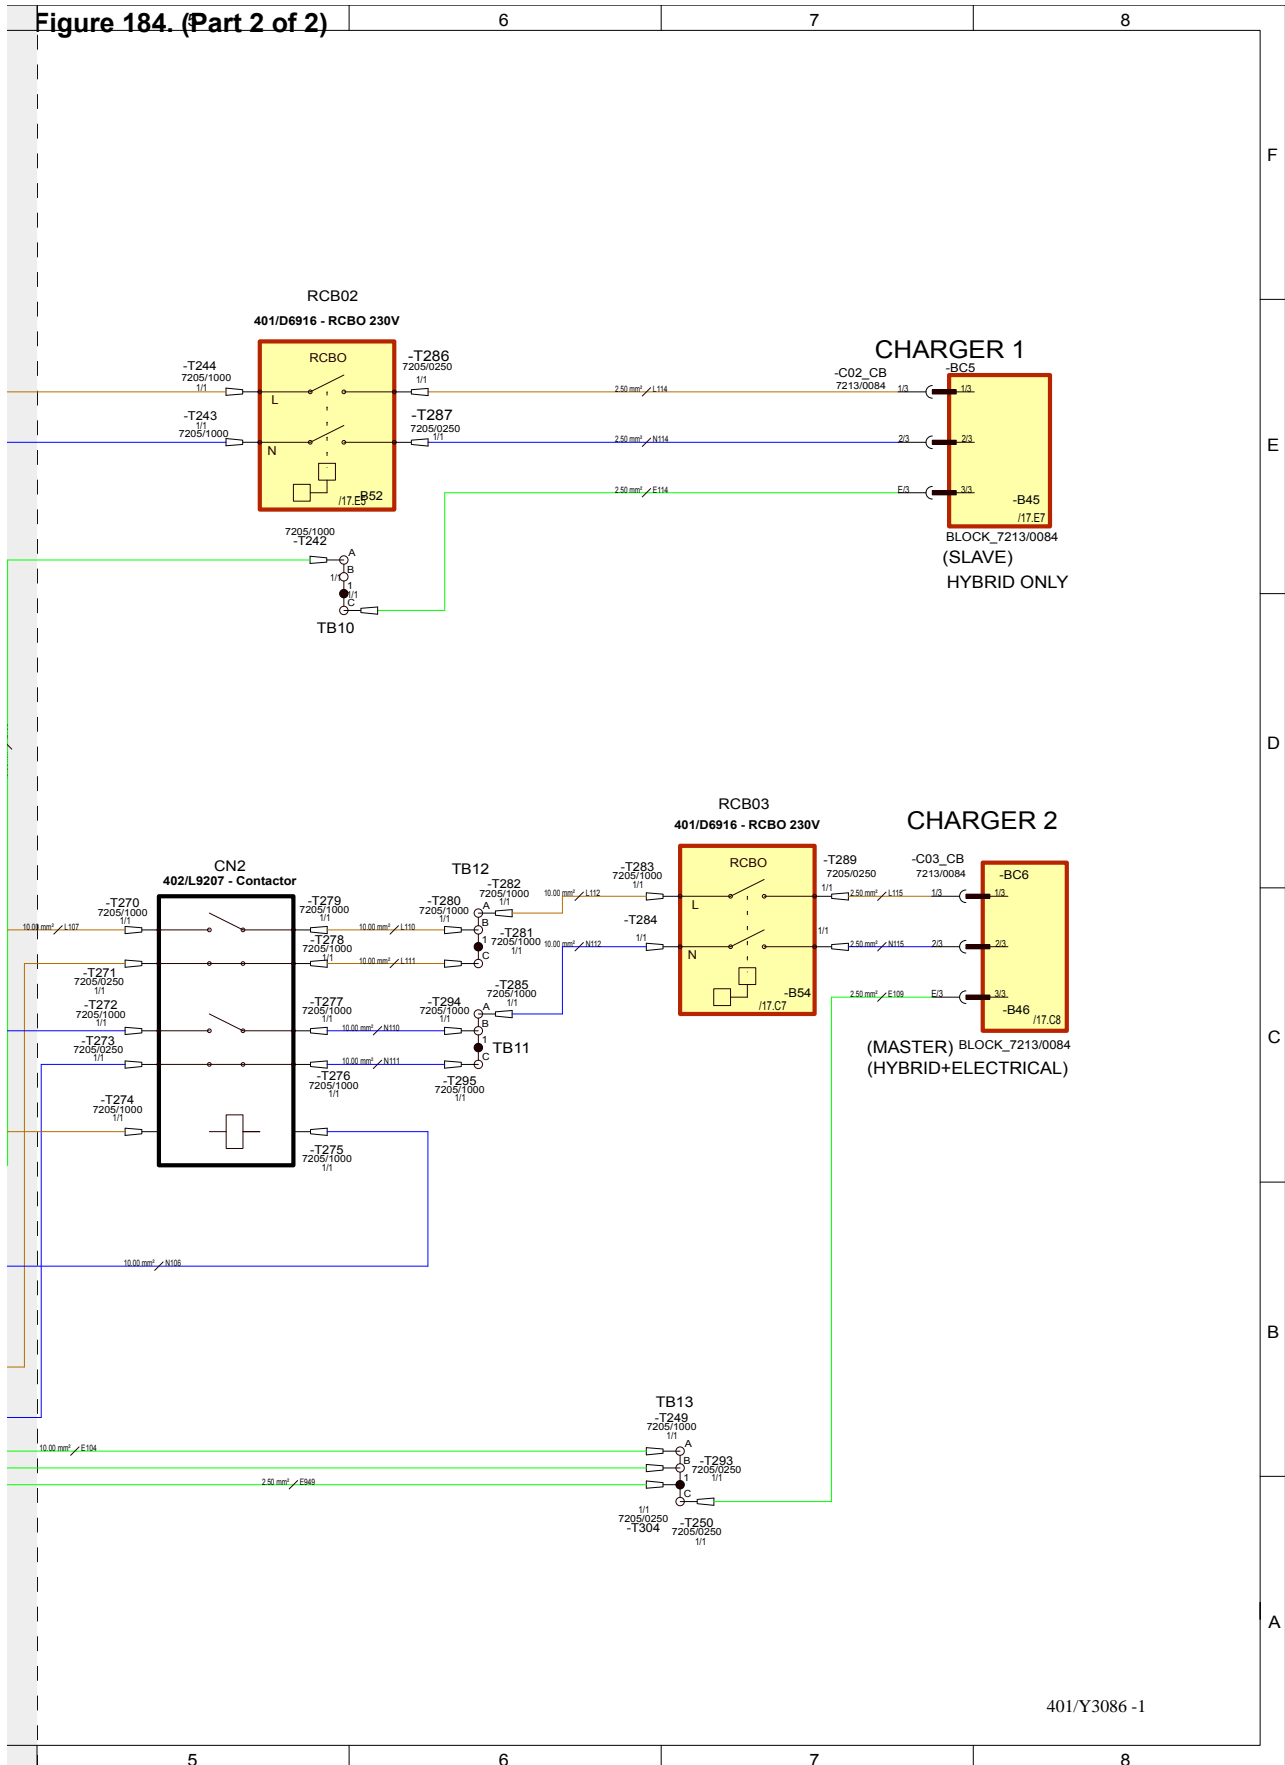 Figure 184. (Part 2 of 2)
5
6
7
8
F
RCB02
401/D6916 - RCBO 230V
-T244
7205/1000
1/1
RCBO
L
-T286
7205/0250
1/1
2.50 mm² L114
CHARGER 1
-C02_CB
7213/0084
1/3
-BC5
1/3
-T243
1/1
7205/1000
N
-T287
7205/0250
1/1
2.50 mm² N114
2/3
2/3
E
/17.E5
-B52
2.50 mm² E114
E/3
3/3
-B45
/17.E7
BLOCK_7213/0084
(SLAVE)
HYBRID ONLY
7205/1000
-T242
A
B
1/1
1
1/1
C
TB10
D
RCB03
401/D6916 - RCBO 230V
CHARGER 2
CN2
402/L9207 - Contactor
TB12
-T282
7205/1000
1/1
10.00 mm² L112
-T283
7205/1000
1/1
RCBO
L
-T289
7205/0250
1/1
2.50 mm² L115
-C03_CB
7213/0084
1/3
-BC6
1/3
10.00 mm² L107
-T270
7205/1000
1/1
-T279
7205/1000
1/1
10.00 mm² L110
-T280
7205/1000
1/1
A
B
1
C
-T281
7205/1000
1/1
-T284
1/1
10.00 mm² N112
N
1/1
2.50 mm² N115
2/3
2/3
-T271
7205/0250
1/1
-T278
7205/1000
1/1
10.00 mm² L111
-T285
7205/1000
1/1
-B54
/17.C7
2.50 mm² E109
E/3
3/3
-B46
/17.C8
-T272
7205/1000
1/1
-T277
7205/1000
1/1
10.00 mm² N110
-T294
7205/1000
1/1
A
B
1
C
TB11
C
(MASTER)
BLOCK_7213/0084
(HYBRID+ELECTRICAL)
-T273
7205/0250
1/1
-T276
7205/1000
1/1
10.00 mm² N111
-T295
7205/1000
1/1
-T274
7205/1000
1/1
-T275
7205/1000
1/1
10.00 mm² N106
B
TB13
-T249
7205/1000
1/1
10.00 mm² E104
A
B
1
C
-T293
7205/0250
1/1
2.50 mm² E949
1/1
7205/0250
-T304
-T250
7205/0250
1/1
A
401/Y3086 -1
5
6
7
8